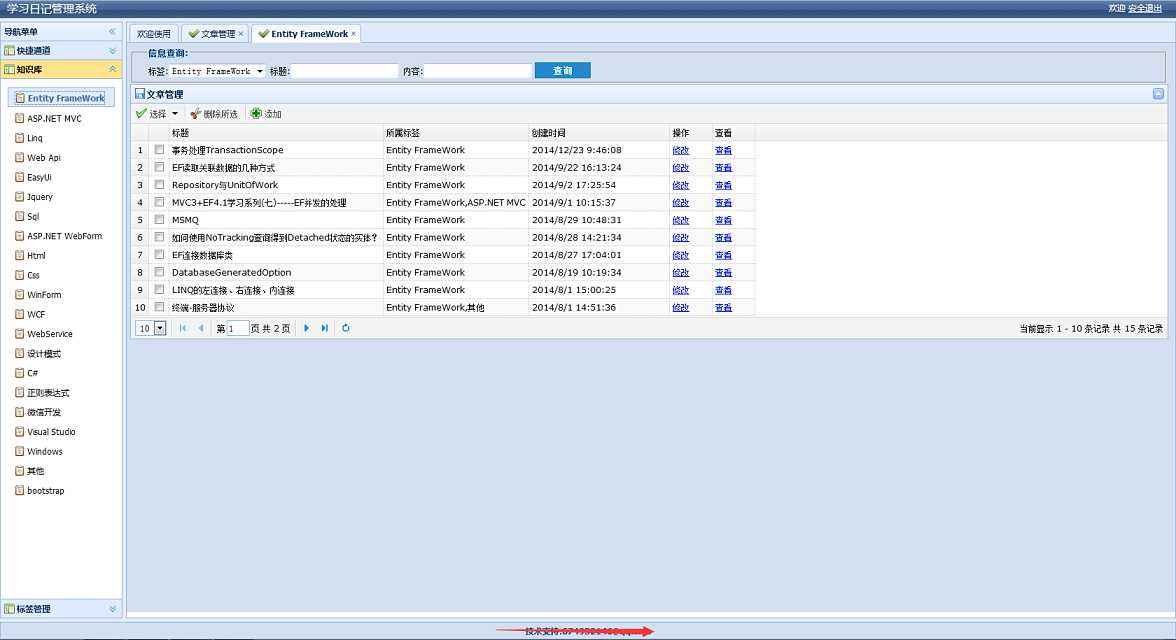 学习日记管理系统
欢迎 安全退出
导航菜单
快捷通道
知识库
Entity FrameWork
ASP.NET MVC
Linq
Web Api
EasyUi
Jquery
Sql
ASP.NET WebForm
Html
Css
WinForm
WCF
WebService
设计模式
C#
正则表达式
微信开发
Visual Studio
Windows
其他
bootstrap
标签管理
欢迎使用 文章管理 Entity FrameWork
信息查询:
标签: Entity FrameWork 标题: 内容: 查询
文章管理
选择 删除所选 添加
标题 所属标签 创建时间 操作 查看
1 事务处理TransactionScope Entity FrameWork 2014/12/23 9:46:08 修改 查看
2 EF读取关联数据的几种方式 Entity FrameWork 2014/9/22 16:13:24 修改 查看
3 Repository与UnitOfWork Entity FrameWork 2014/9/2 17:25:54 修改 查看
4 MVC3+EF4.1学习系列(七)-----EF并发的处理 Entity FrameWork,ASP.NET MVC 2014/9/1 10:15:37 修改 查看
5 MSMQ Entity FrameWork 2014/8/29 10:48:31 修改 查看
6 如何使用NoTracking查询得到Detached状态的实体? Entity FrameWork 2014/8/28 14:21:34 修改 查看
7 EF连接数据库类 Entity FrameWork 2014/8/27 17:04:01 修改 查看
8 DatabaseGeneratedOption Entity FrameWork 2014/8/19 10:19:34 修改 查看
9 LINQ的左连接、右连接、内连接 Entity FrameWork 2014/8/1 15:00:25 修改 查看
10 终端-服务器协议 Entity FrameWork,其他 2014/8/1 14:51:36 修改 查看
10 第 1 页 共 2 页
当前显示 1 - 10 条记录 共 15 条记录
技术支持: